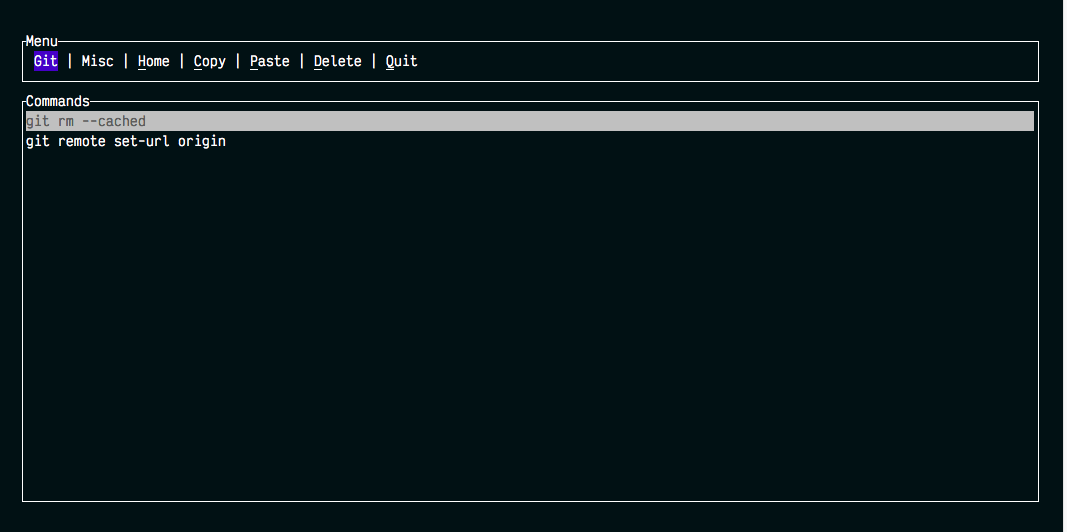 Menu
Git | Misc | Home | Copy | Paste | Delete | Quit
Commands
git rm --cached
git remote set-url origin